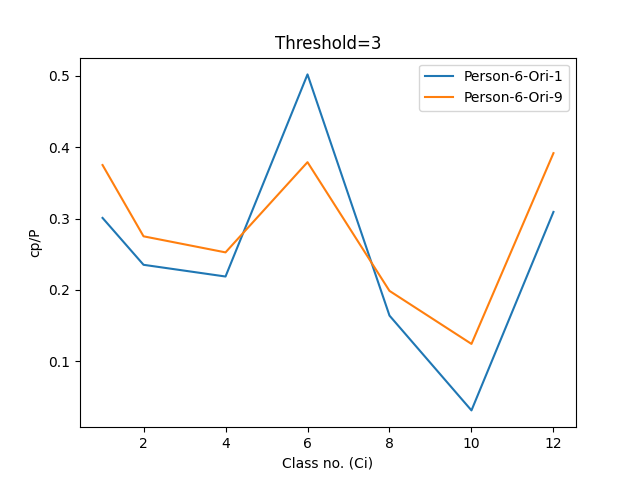 Threshold=3
Person-6-Ori-1
Person-6-Ori-9
0.5
0.4
0.3
0.2
0.1
cp/P
2 4 6 8 10 12
Class no. (Ci)